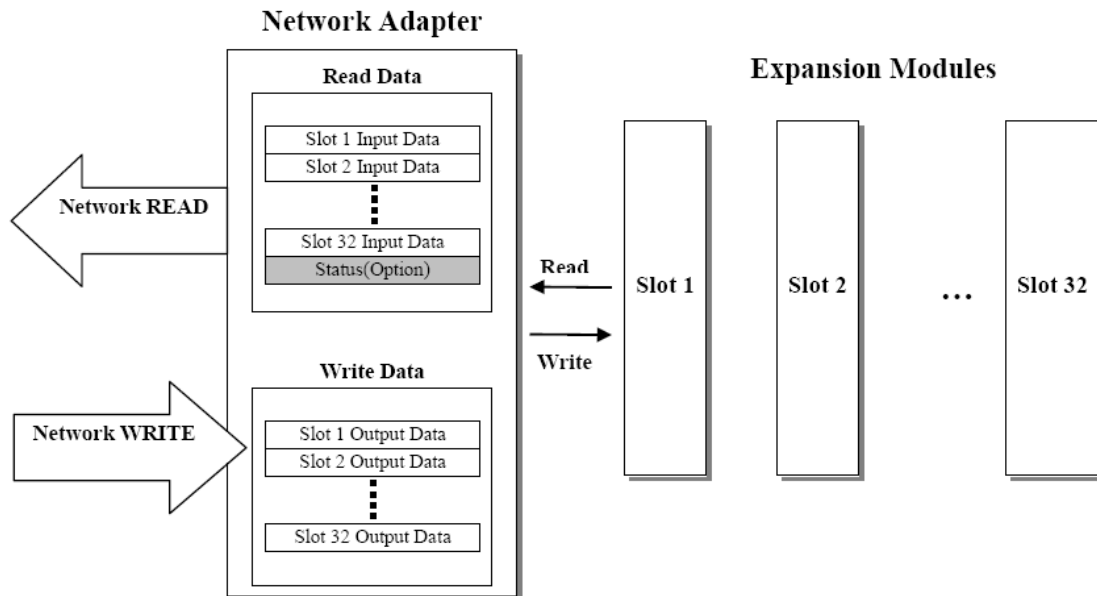 Network Adapter
Read Data
Slot 1 Input Data
Slot 2 Input Data
Slot 32 Input Data
Status(Option)
Network READ
Write Data
Slot 1 Output Data
Slot 2 Output Data
Slot 32 Output Data
Network WRITE
Read
Write
Expansion Modules
Slot 1
Slot 2
...
Slot 32